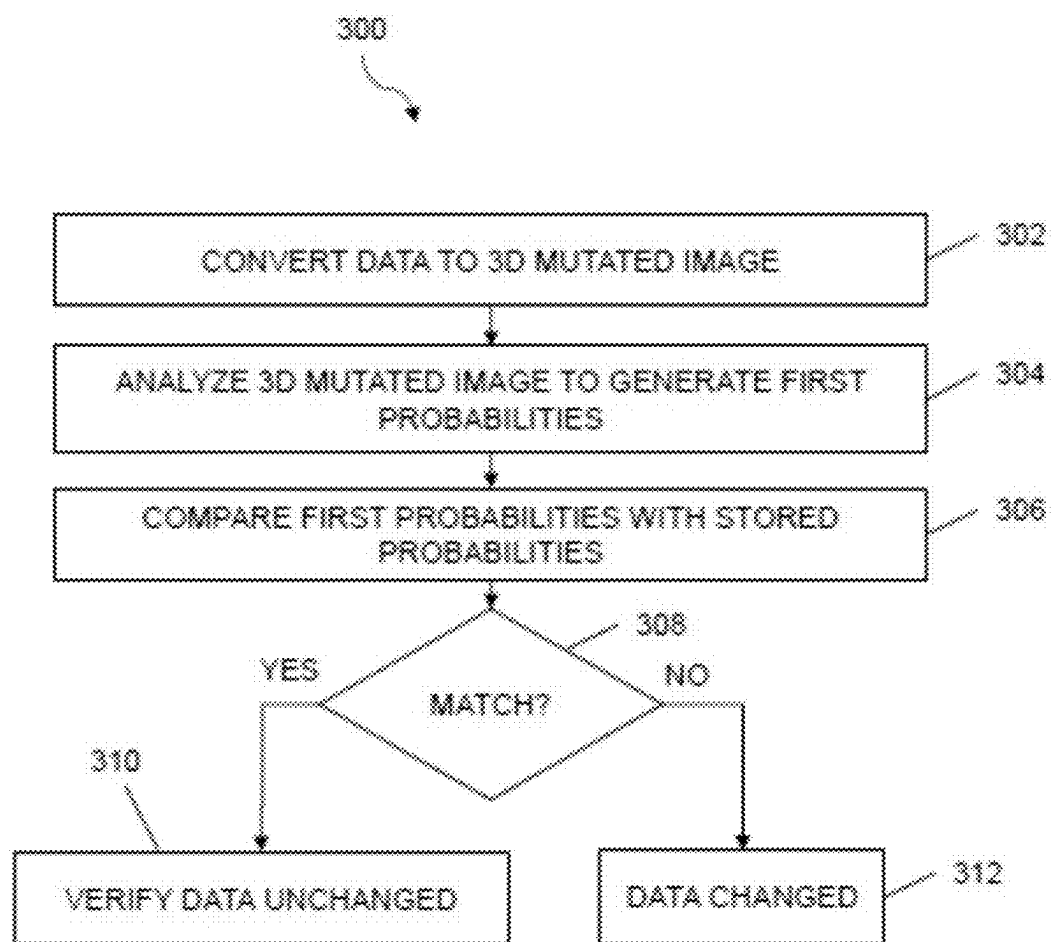 300
302
CONVERT DATA TO 3D MUTATED IMAGE
304
ANALYZE 3D MUTATED IMAGE TO GENERATE FIRST
PROBABILITIES
306
COMPARE FIRST PROBABILITIES WITH STORED
PROBABILITIES
308
YES
NO
MATCH?
310
VERIFY DATA UNCHANGED
DATA CHANGED
312